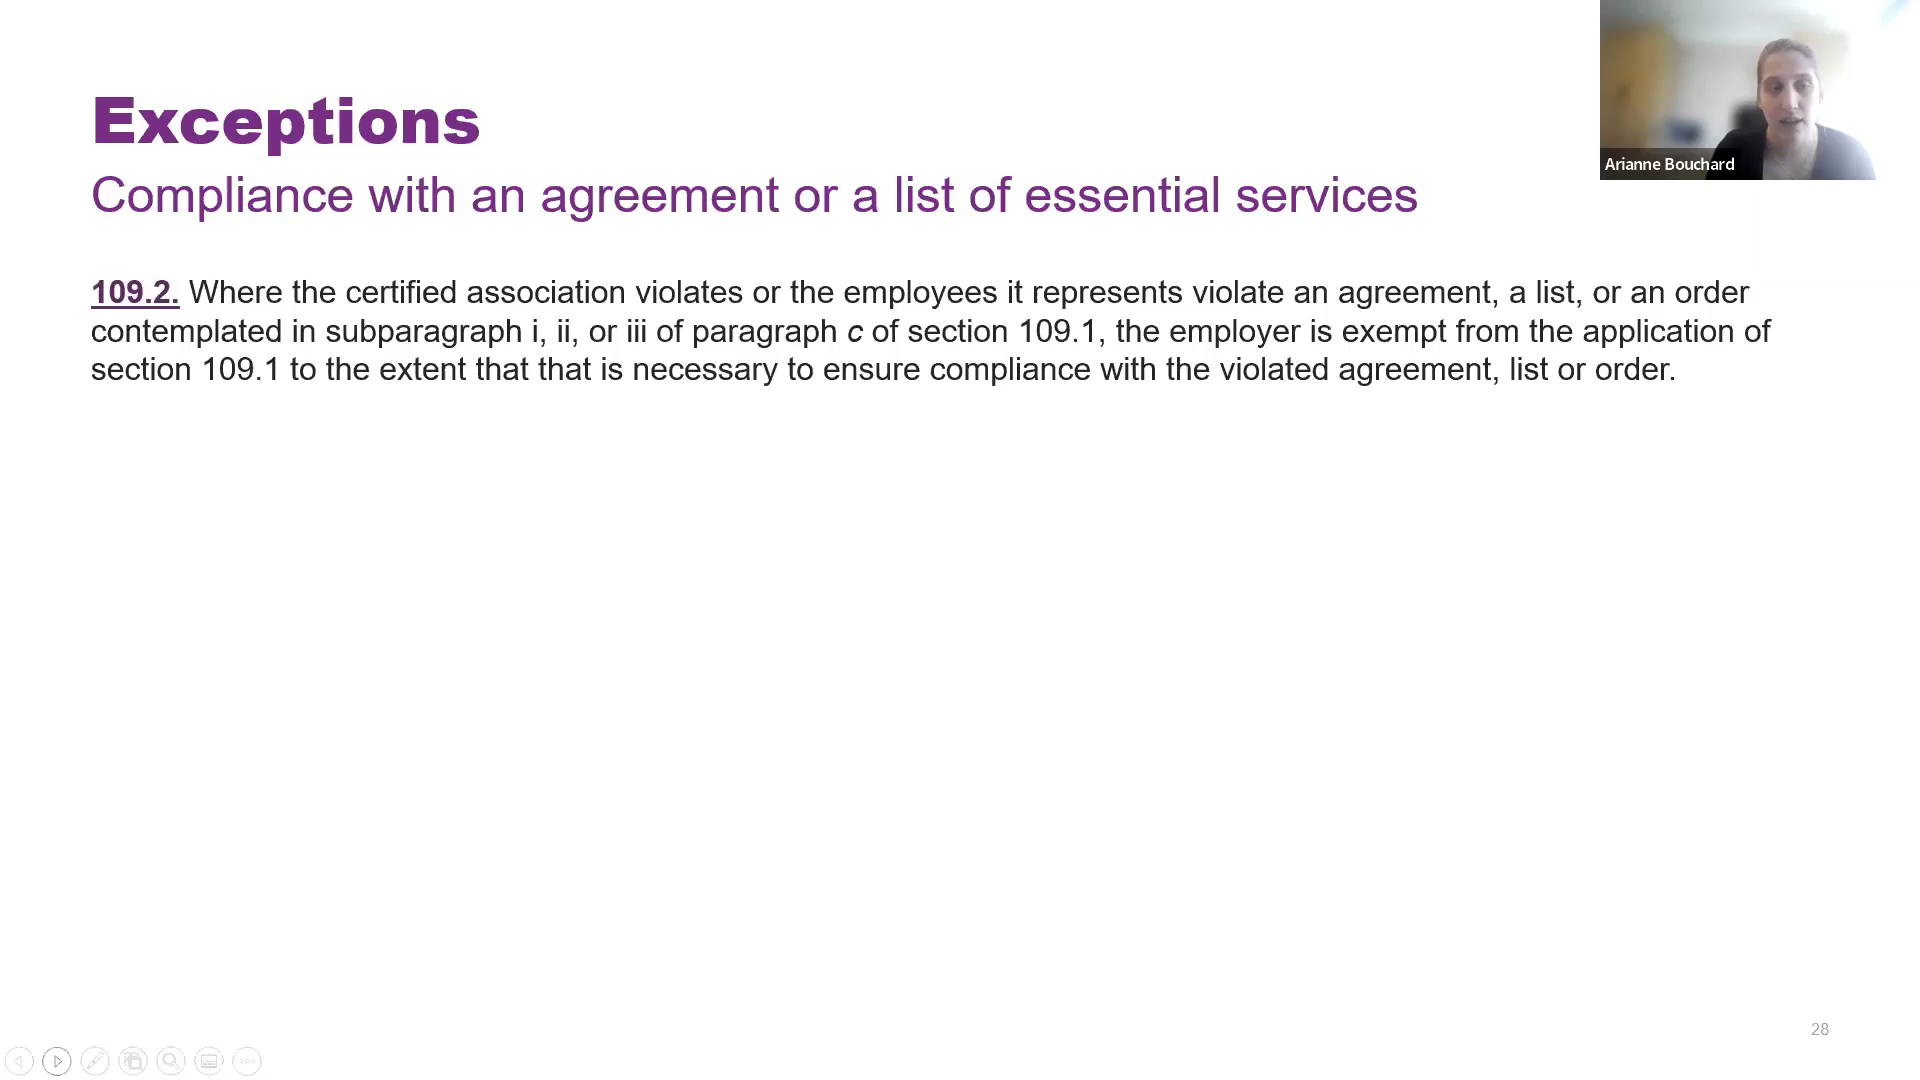 Exceptions
Compliance with an agreement or a list of essential services
Arianne Bouchard
109.2. Where the certified association violates or the employees it represents violate an agreement, a list, or an order
contemplated in subparagraph i, ii, or iii of paragraph c of section 109.1, the employer is exempt from the application of
section 109.1 to the extent that that is necessary to ensure compliance with the violated agreement, list or order.
28